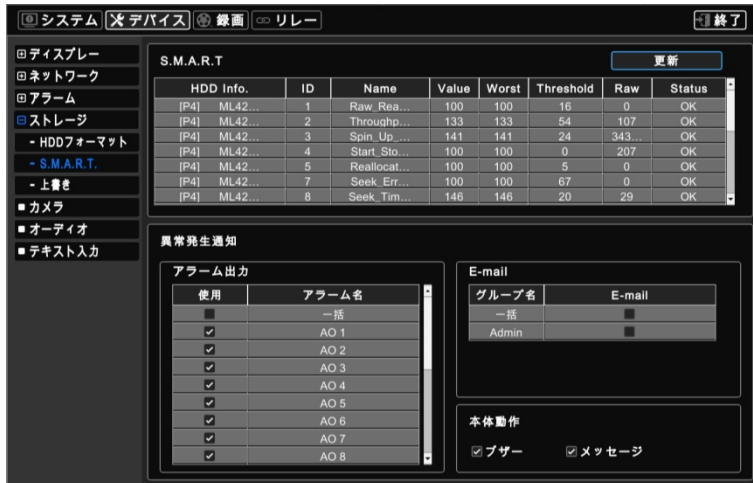 システム デバイス 録画 リレー 終了
ディスプレー
ネットワーク
アラーム
ストレージ
- HDDフォーマット
- S.M.A.R.T.
- 上書き
カメラ
オーディオ
テキスト入力
S.M.A.R.T 更新
HDD Info. ID Name Value Worst Threshold Raw Status
[P4] ML42... 1 Raw_Rea... 100 100 16 0 OK
[P4] ML42... 2 Throughp... 133 133 54 107 OK
[P4] ML42... 3 Spin_Up_... 141 141 24 343... OK
[P4] ML42... 4 Start_Sto... 100 100 0 207 OK
[P4] ML42... 5 Reallocat... 100 100 5 0 OK
[P4] ML42... 7 Seek_Err... 100 100 67 0 OK
[P4] ML42... 8 Seek_Tim... 146 146 20 29 OK
異常発生通知
アラーム出力
使用 アラーム名
一括
AO 1
AO 2
AO 3
AO 4
AO 5
AO 6
AO 7
AO 8
E-mail
グループ名 E-mail
一括
Admin
本体動作
ブザー メッセージ